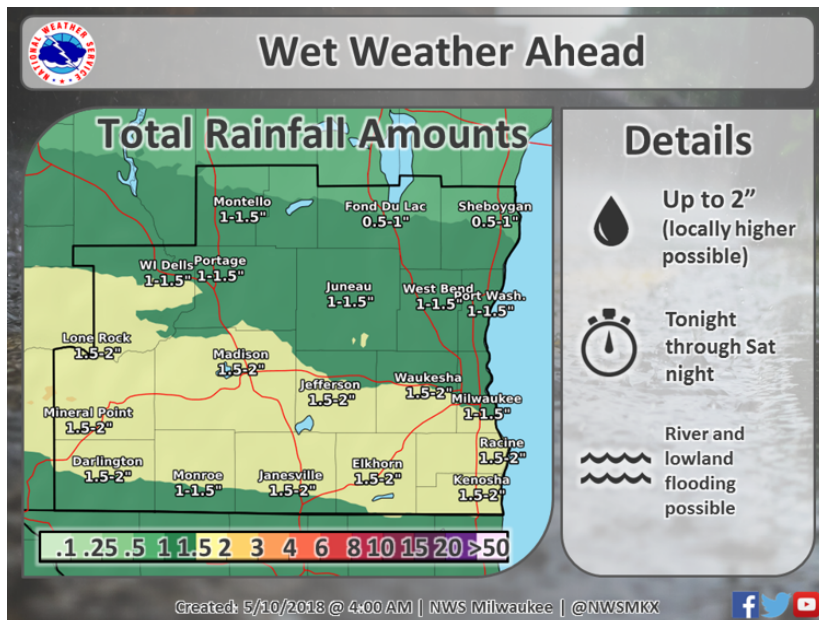 NATIONAL WEATHER SERVICE
Wet Weather Ahead
Total Rainfall Amounts
Montello
1-1.5"
Fond Du Lac
0.5-1"
Sheboygan
0.5-1"
WI Dells
1-1.5"
Portage
1-1.5"
Juneau
1-1.5"
West Bend
1-1.5"
Port Wash.
1-1.5"
Lone Rock
1.5-2"
Madison
1.5-2"
Jefferson
1.5-2"
Waukesha
1.5-2"
Milwaukee
1-1.5"
Mineral Point
1.5-2"
Racine
1.5-2"
Darlington
1.5-2"
Monroe
1-1.5"
Janesville
1.5-2"
Elkhorn
1.5-2"
Kenosha
1.5-2"
.1 .25 .5 1 1.5 2 3 4 6 8 10 15 20 >50
Details
Up to 2”
(locally higher
possible)
Tonight
through Sat
night
River and
lowland
flooding
possible
Created: 5/10/2018 @ 4:00 AM | NWS Milwaukee | @NWSMKX